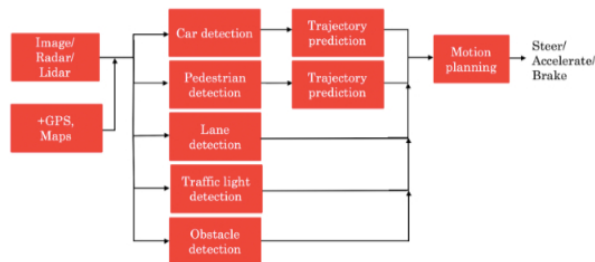 Image/
Radar/
Lidar
+GPS,
Maps
Car detection
Pedestrian
detection
Lane
detection
Traffic light
detection
Obstacle
detection
Trajectory
prediction
Trajectory
prediction
Motion
planning
Steer/
Accelerate/
Brake